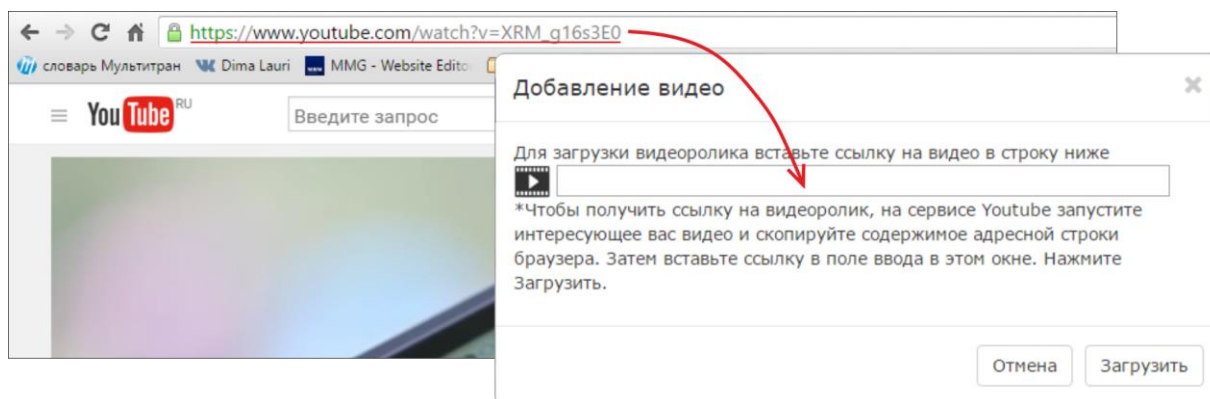 https://www.youtube.com/watch?v=XRM_g16s3E0
словарь Мультитран Dima Lauri MMG - Website Edito
YouTube RU
Введите запрос
Добавление видео
Для загрузки видеоролика вставьте ссылку на видео в строку ниже
*Чтобы получить ссылку на видеоролик, на сервисе Youtube запустите
интересующее вас видео и скопируйте содержимое адресной строки
браузера. Затем вставьте ссылку в поле ввода в этом окне. Нажмите
Загрузить.
Отмена Загрузить